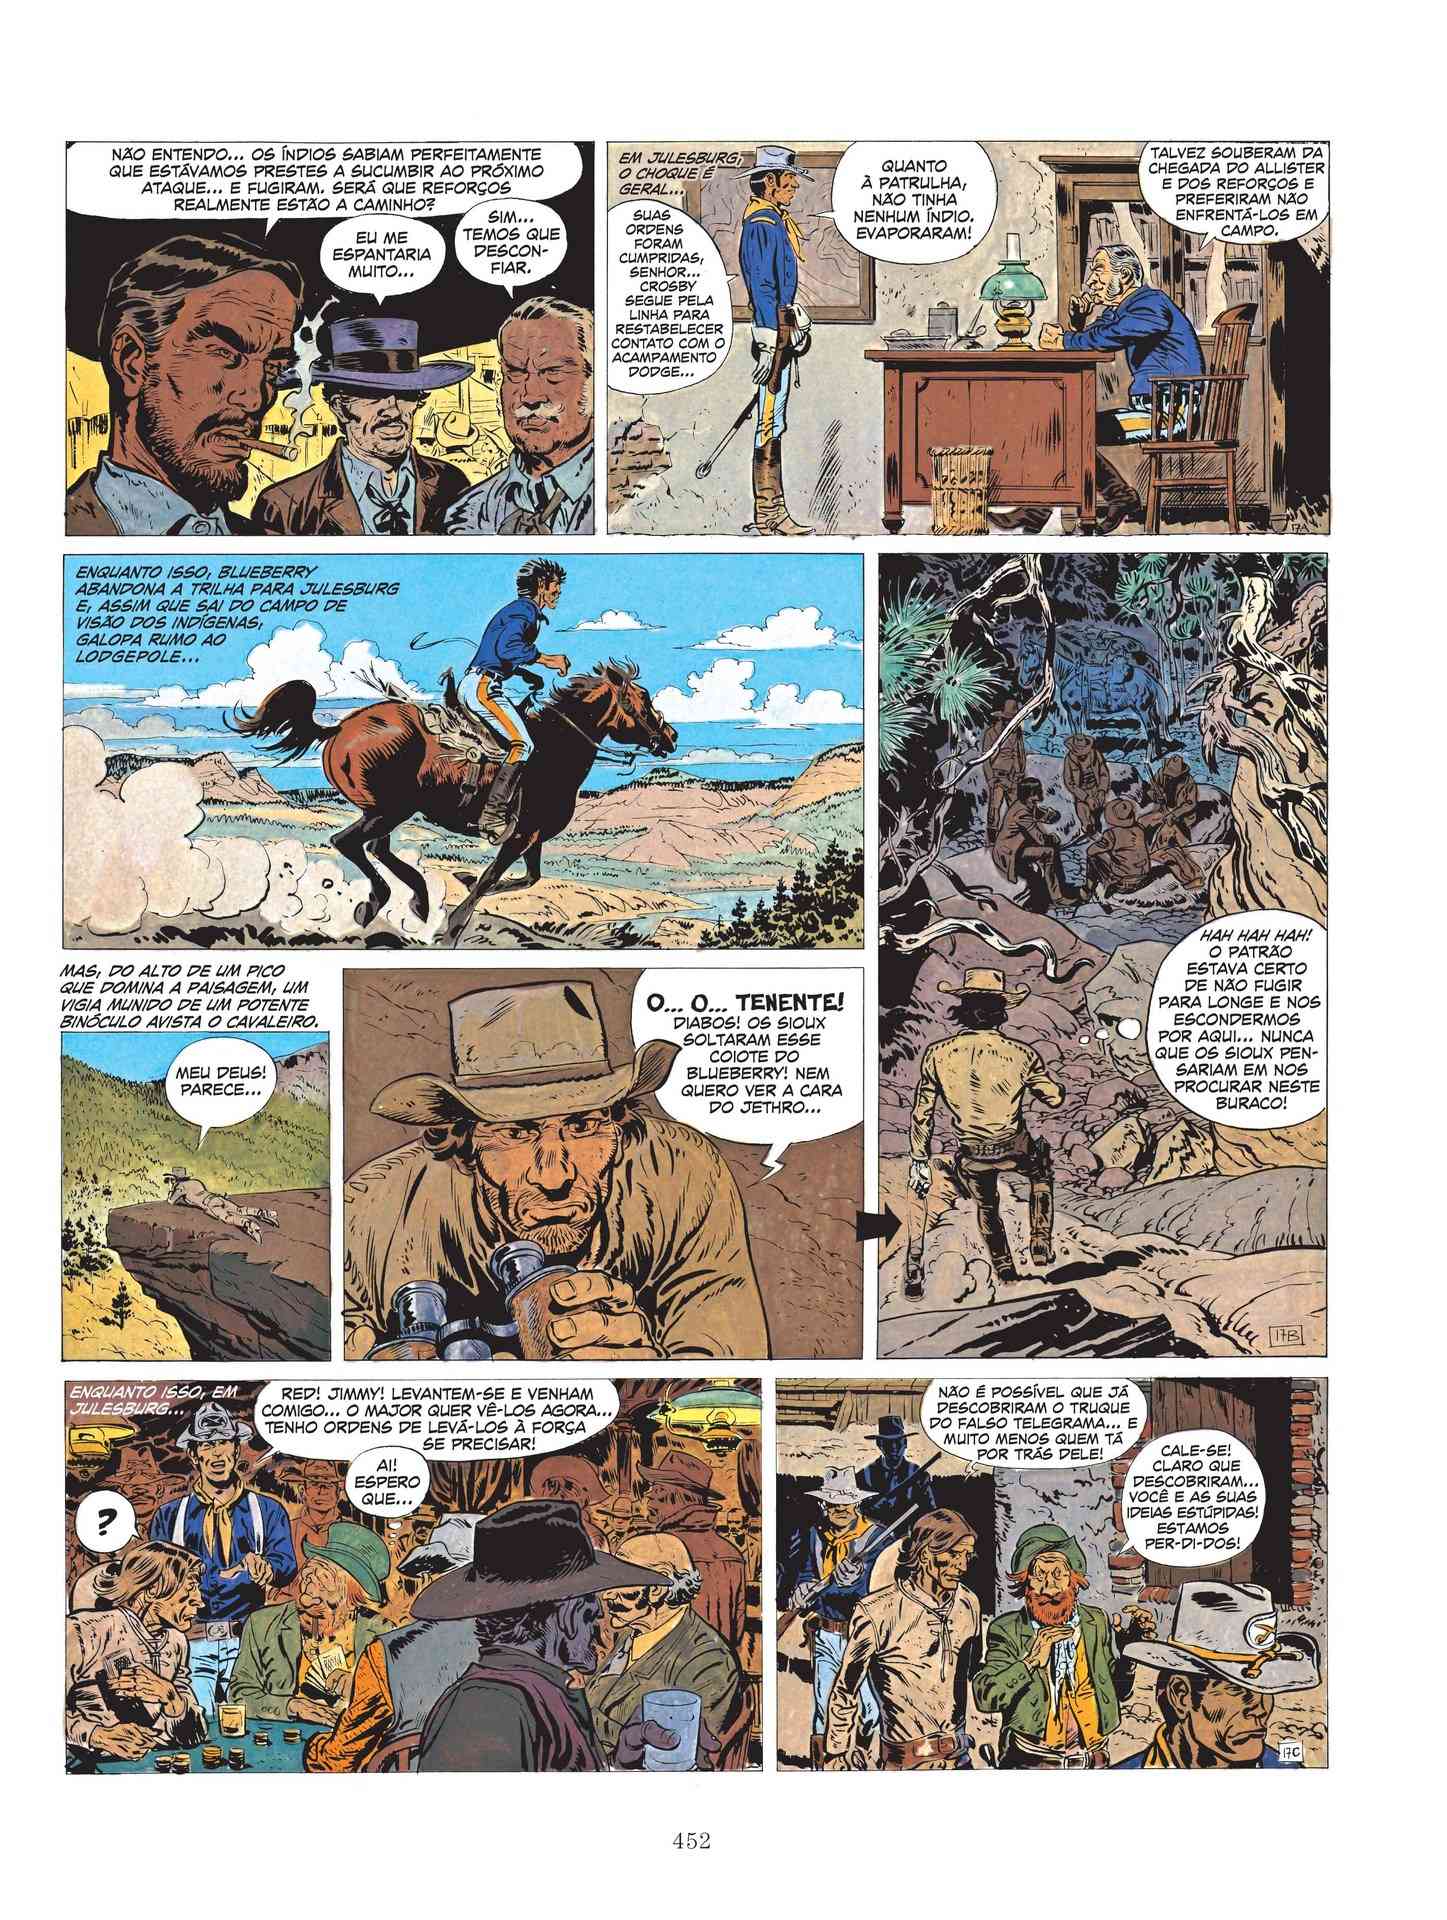 NÃO ENTENDO... OS ÍNDIOS SABIAM PERFEITAMENTE
QUE ESTÁVAMOS PRESTES A SUCUMBIR AO PRÓXIMO
ATAQUE... E FUGIRAM. SERÁ QUE REFORÇOS
REALMENTE ESTÃO A CAMINHO?
EU ME
ESPANTARIA
MUITO...
SIM...
TEMOS QUE
DESCON-
FIAR.
EM JULESBURG,
O CHOQUE É
GERAL...
SUAS
ORDENS
FORAM
CUMPRIDAS,
SENHOR...
CROSBY
SEGUE PELA
LINHA PARA
RESTABELECER
CONTATO COM O
ACAMPAMENTO
DODGE...
QUANTO
À PATRULHA,
NÃO TINHA
NENHUM ÍNDIO.
EVAPORARAM!
TALVEZ SOUBERAM DA
CHEGADA DO ALLISTER
E DOS REFORÇOS E
PREFERIRAM NÃO
ENFRENTÁ-LOS EM
CAMPO.
17A
ENQUANTO ISSO, BLUEBERRY
ABANDONA A TRILHA PARA JULESBURG
E, ASSIM QUE SAI DO CAMPO DE
VISÃO DOS INDÍGENAS,
GALOPA RUMO AO
LODGEPOLE...
MAS, DO ALTO DE UM PICO
QUE DOMINA A PAISAGEM, UM
VIGIA MUNIDO DE UM POTENTE
BINÓCULO AVISTA O CAVALEIRO.
MEU DEUS!
PARECE...
O... O... TENENTE!
DIABOS! OS SIOUX
SOLTARAM ESSE
COIOTE DO
BLUEBERRY! NEM
QUERO VER A CARA
DO JETHRO...
HAH HAH HAH!
O PATRÃO
ESTAVA CERTO
DE NÃO FUGIR
PARA LONGE E NOS
ESCONDERMOS
POR AQUI... NUNCA
QUE OS SIOUX PEN-
SARIAM EM NOS
PROCURAR NESTE
BURACO!
17B
ENQUANTO ISSO, EM
JULESBURG...
RED! JIMMY! LEVANTEM-SE E VENHAM
COMIGO... O MAJOR QUER VÊ-LOS AGORA...
TENHO ORDENS DE LEVÁ-LOS À FORÇA
SE PRECISAR!
?
AI!
ESPERO
QUE...
NÃO É POSSÍVEL QUE JÁ
DESCOBRIRAM O TRUQUE
DO FALSO TELEGRAMA... E
MUITO MENOS QUEM TÁ
POR TRÁS DELE!
CALE-SE!
CLARO QUE
DESCOBRIRAM...
VOCÊ E AS SUAS
IDEIAS ESTÚPIDAS!
ESTAMOS
PER-DI-DOS!
17C
452